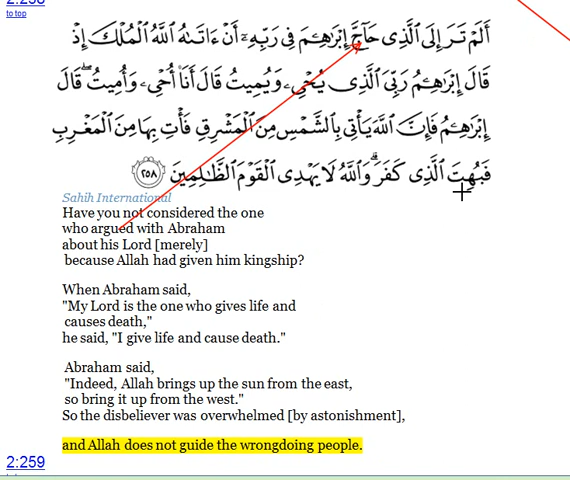 2:258
to top
أَلَمْ تَرَ إِلَى ٱلَّذِى حَآجَّ إِبْرَٰهِـۧمَ فِى رَبِّهِۦٓ أَنْ ءَاتَىٰهُ ٱللَّهُ ٱلْمُلْكَ إِذْ
قَالَ إِبْرَٰهِـۧمُ رَبِّىَ ٱلَّذِى يُحْىِۦ وَيُمِيتُ قَالَ أَنَا۠ أُحْىِۦ وَأُمِيتُ ۖ قَالَ
إِبْرَٰهِـۧمُ فَإِنَّ ٱللَّهَ يَأْتِى بِٱلشَّمْسِ مِنَ ٱلْمَشْرِقِ فَأْتِ بِهَا مِنَ ٱلْمَغْرِبِ
فَبُهِتَ ٱلَّذِى كَفَرَ ۗ وَٱللَّهُ لَا يَهْدِى ٱلْقَوْمَ ٱلظَّـٰلِمِينَ ٢٥٨
Sahih International
Have you not considered the one
who argued with Abraham
about his Lord [merely]
because Allah had given him kingship?
When Abraham said,
"My Lord is the one who gives life and
causes death,"
he said, "I give life and cause death."
Abraham said,
"Indeed, Allah brings up the sun from the east,
so bring it up from the west."
So the disbeliever was overwhelmed [by astonishment],
and Allah does not guide the wrongdoing people.
2:259